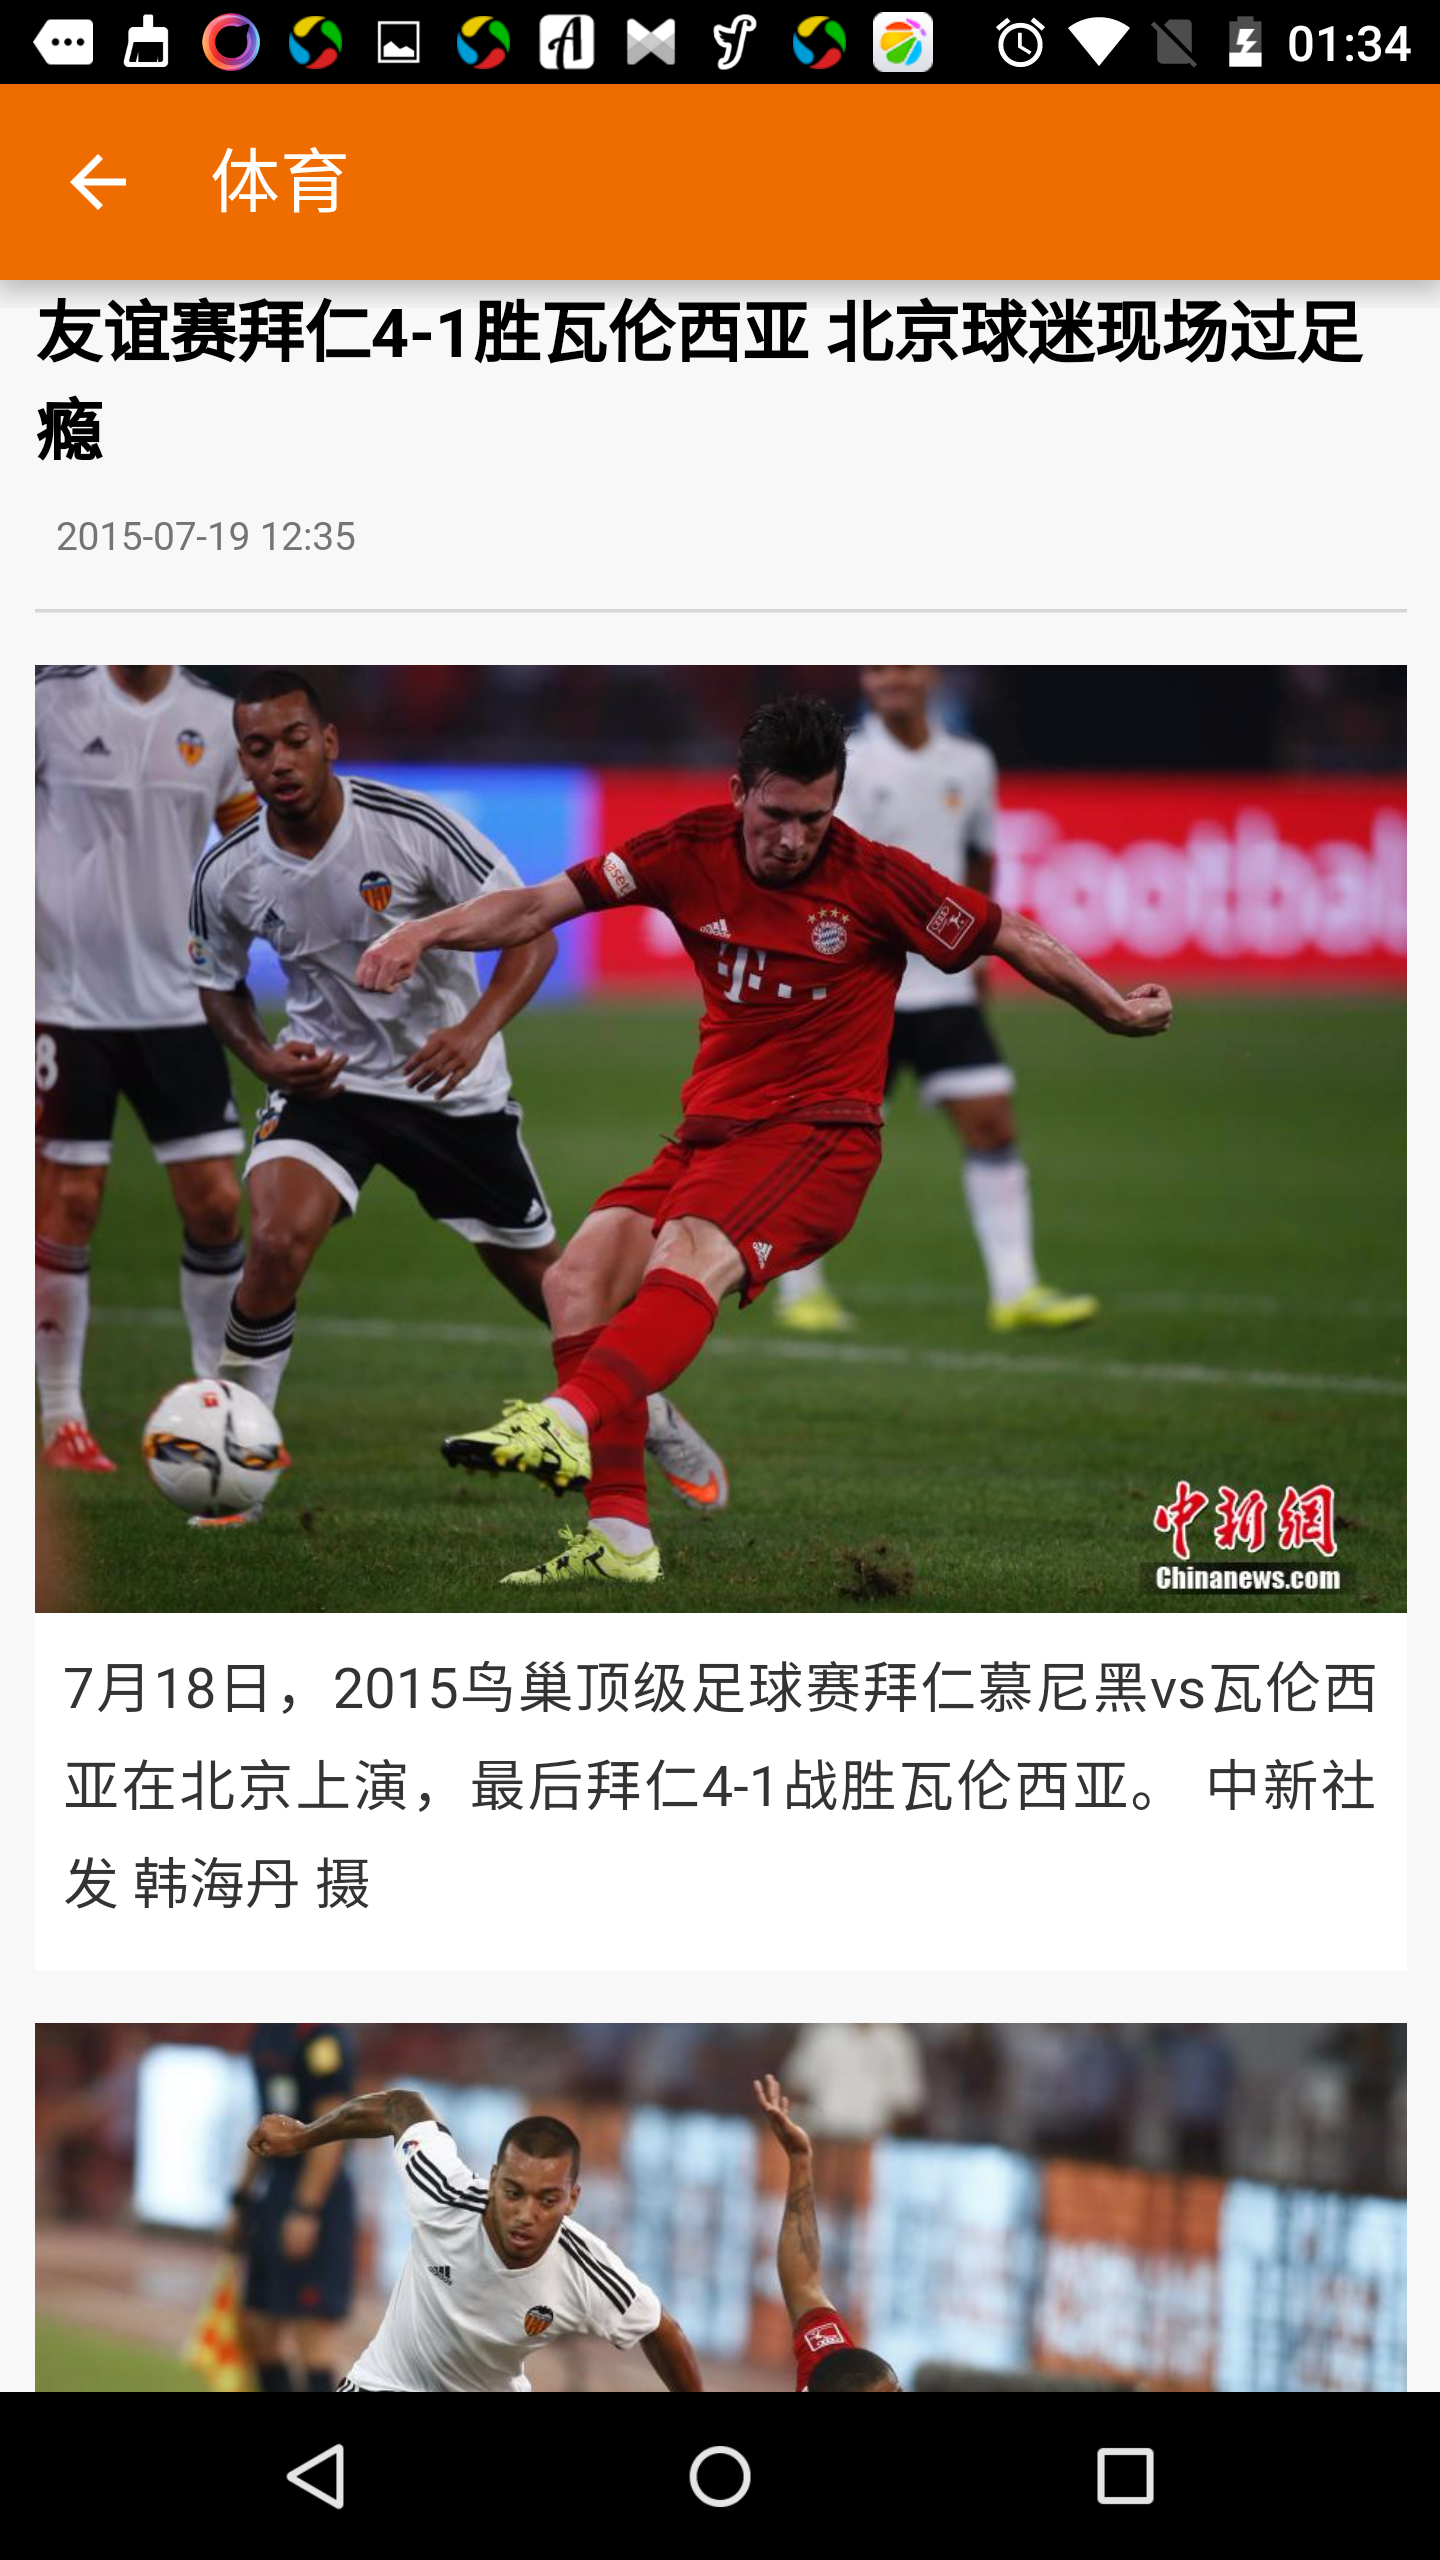 01:34
体育
友谊赛拜仁4-1胜瓦伦西亚 北京球迷现场过足
瘾
2015-07-19 12:35
Football
8
T
中新網
Chinanews.com
7月18日，2015鸟巢顶级足球赛拜仁慕尼黑vs瓦伦西
亚在北京上演，最后拜仁4-1战胜瓦伦西亚。 中新社
发 韩海丹 摄